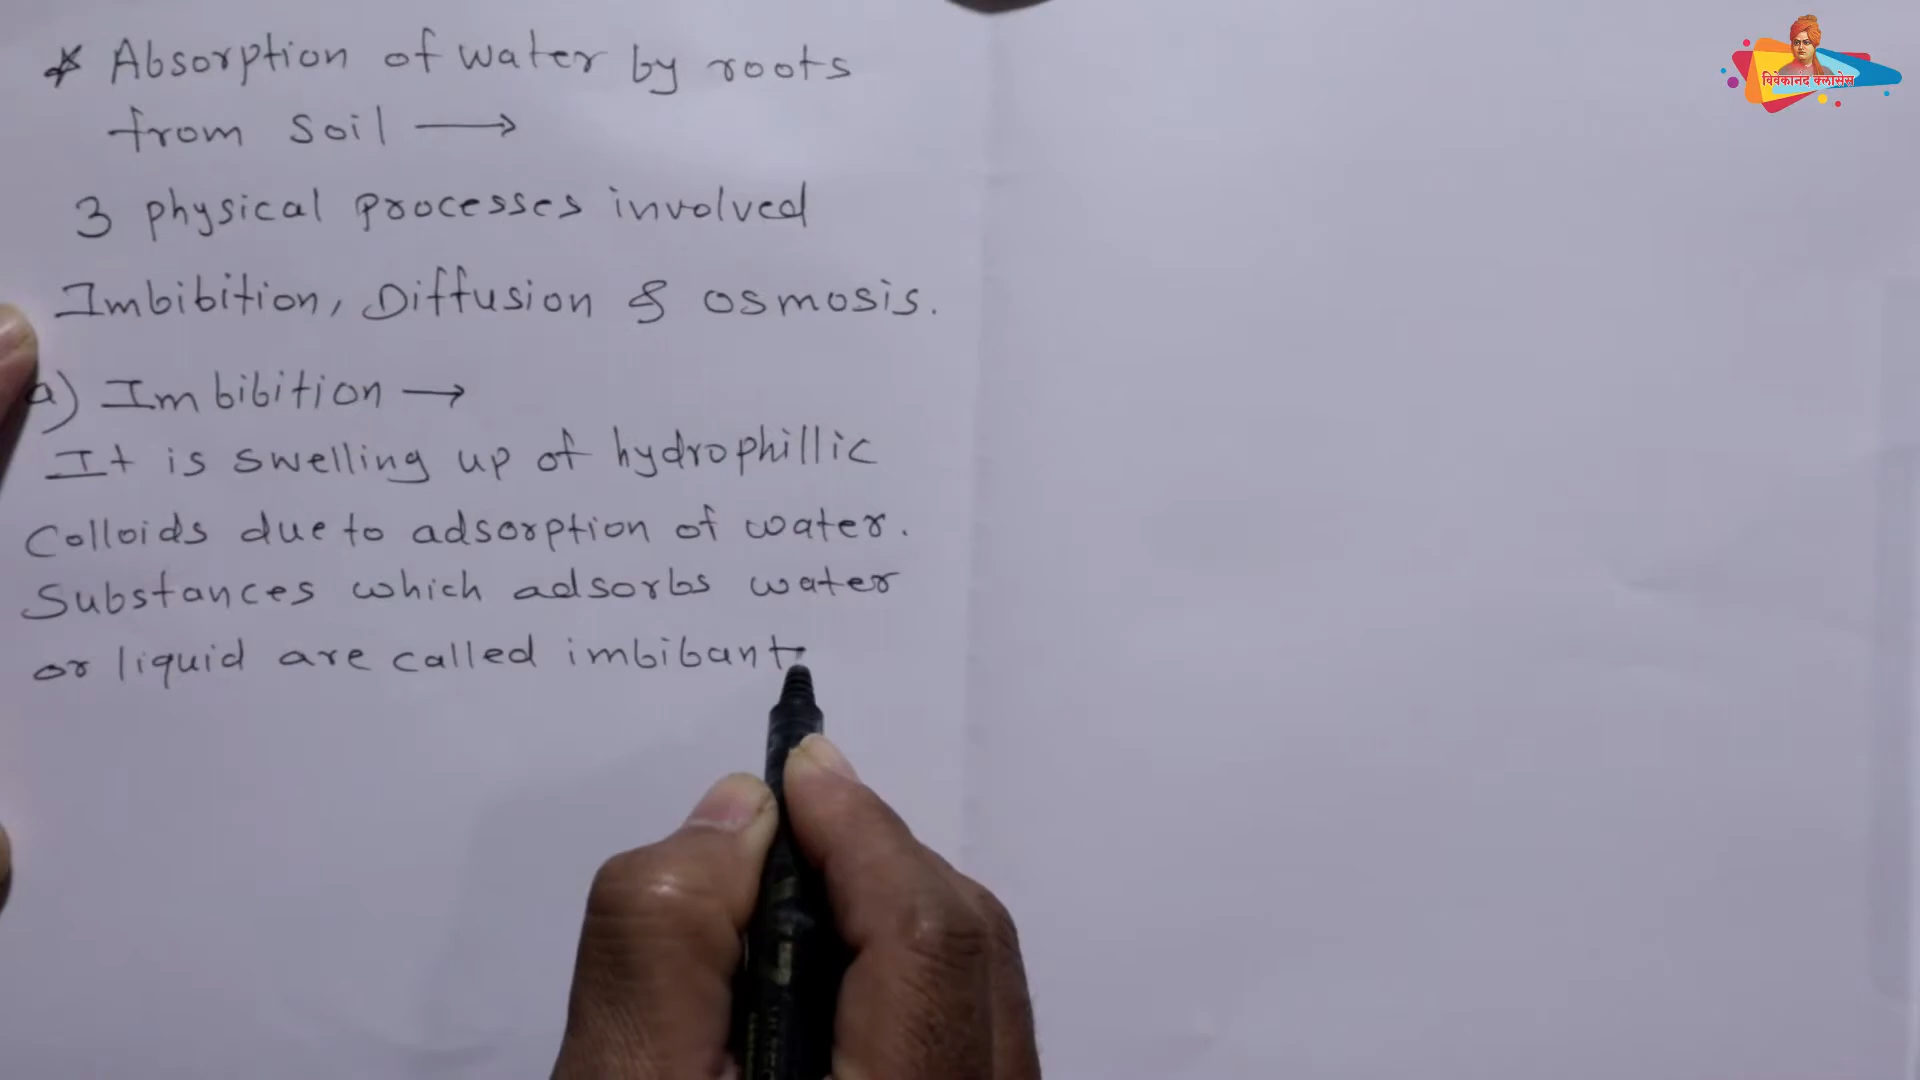 * Absorption of water by roots
from soil →
3 physical processes involved
Imbibition, Diffusion & osmosis.
a) Imbibition →
It is swelling up of hydrophillic
Colloids due to adsorption of water.
Substances which adsorbs water
or liquid are called imbibant
विवेकानंद क्लासेस